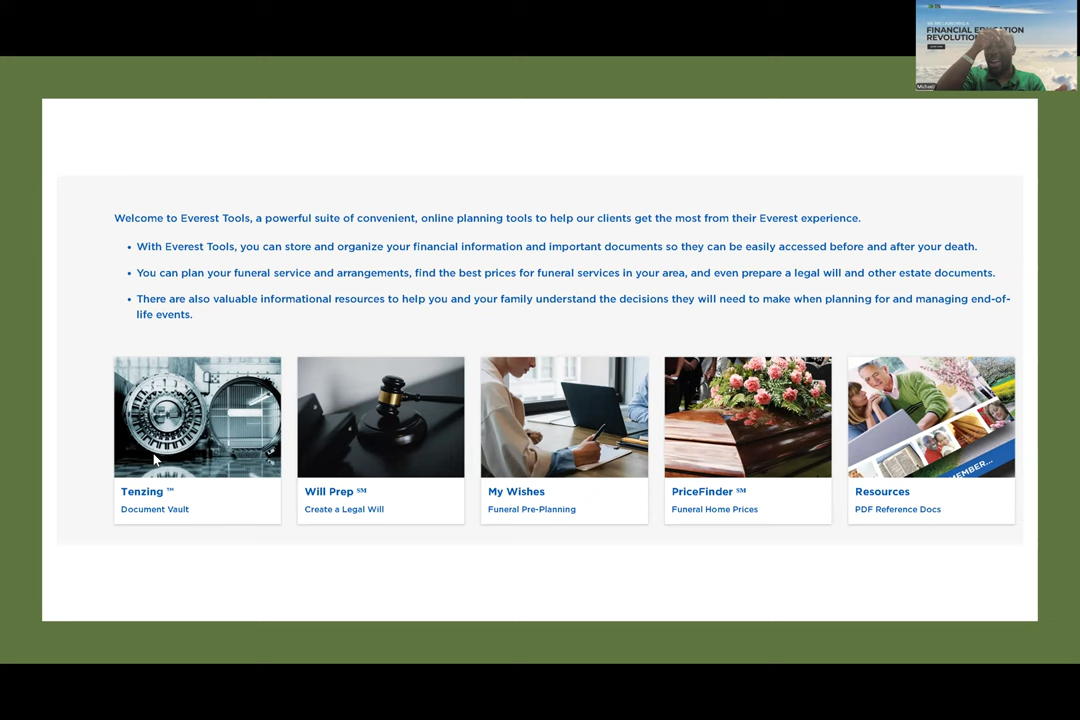 FINANCIAL EDUCATION
REVOLUTION
Michael
Welcome to Everest Tools, a powerful suite of convenient, online planning tools to help our clients get the most from their Everest experience.
• With Everest Tools, you can store and organize your financial information and important documents so they can be easily accessed before and after your death.
• You can plan your funeral service and arrangements, find the best prices for funeral services in your area, and even prepare a legal will and other estate documents.
• There are also valuable informational resources to help you and your family understand the decisions they will need to make when planning for and managing end-of-
life events.
MEMBER...
Tenzing ™
Document Vault
Will Prep ℠
Create a Legal Will
My Wishes
Funeral Pre-Planning
PriceFinder ℠
Funeral Home Prices
Resources
PDF Reference Docs